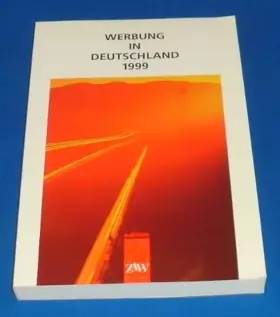 WERBUNG
IN
DEUTSCHLAND
1999
ZAW